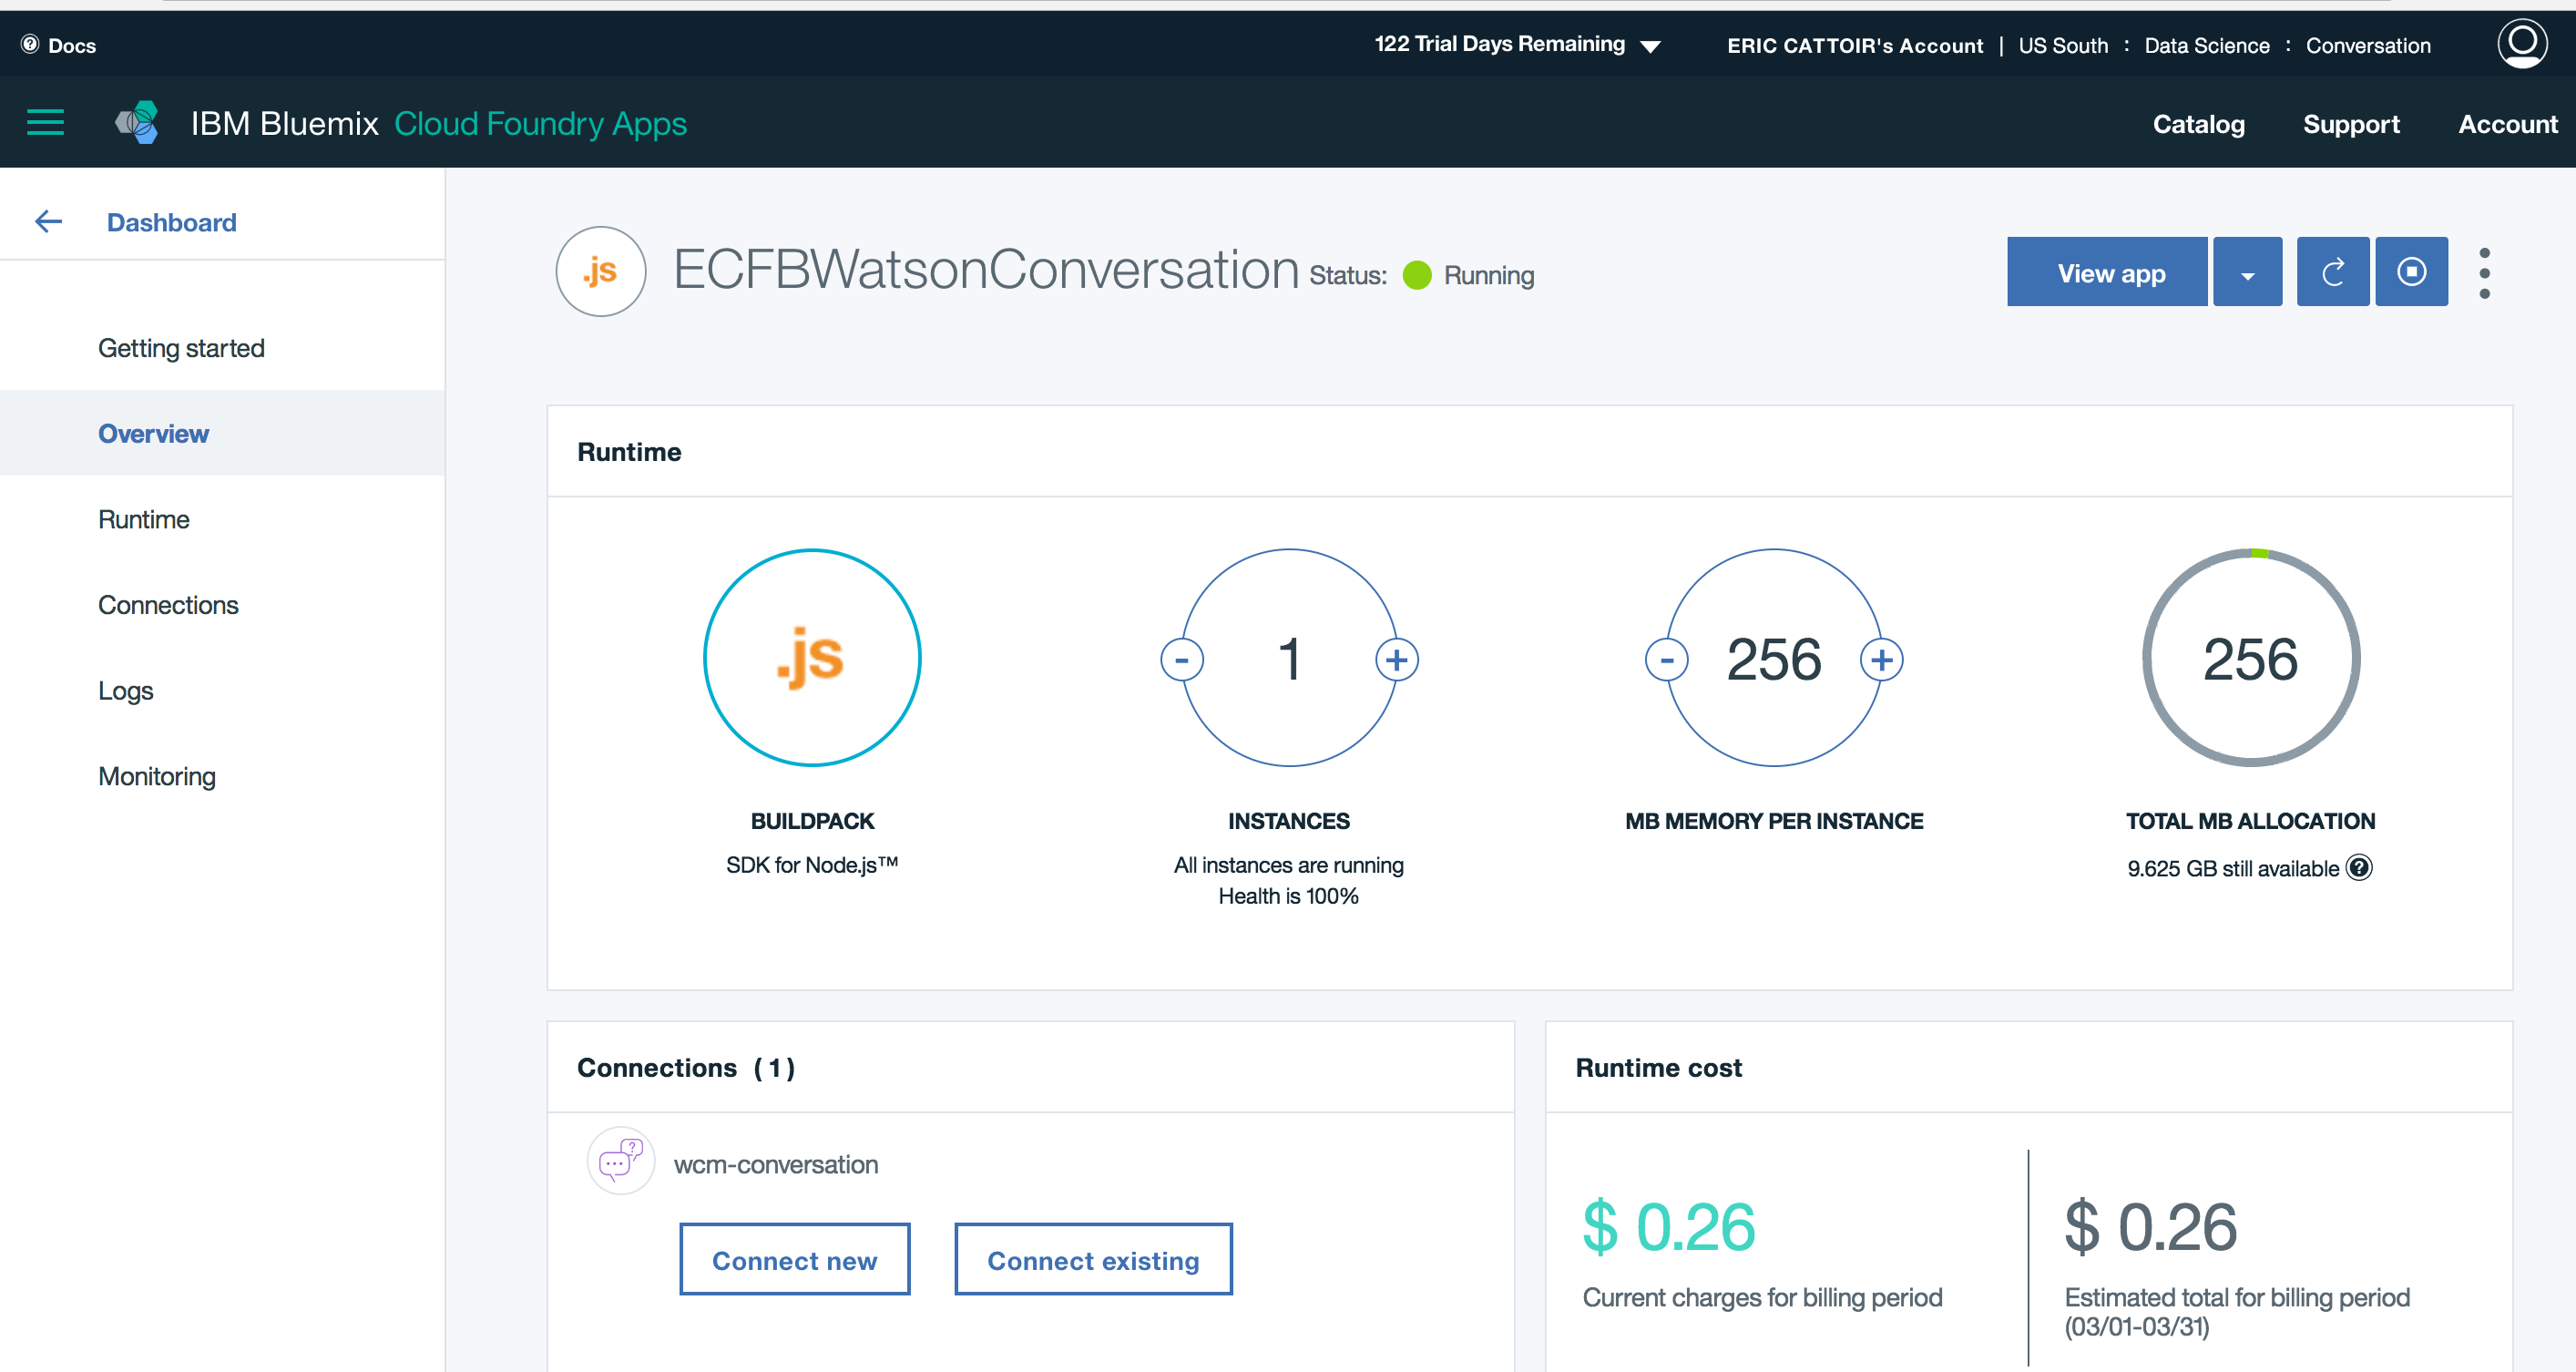 Docs
122 Trial Days Remaining
ERIC CATTOIR's Account | US South : Data Science : Conversation
IBM Bluemix Cloud Foundry Apps
Catalog Support Account
Dashboard
Getting started
Overview
Runtime
Connections
Logs
Monitoring
.js
ECFBWatsonConversation Status: Running
View app
Runtime
.js
BUILDPACK
SDK for Node.js™
- 1 +
INSTANCES
All instances are running
Health is 100%
- 256 +
MB MEMORY PER INSTANCE
256
TOTAL MB ALLOCATION
9.625 GB still available ?
Connections (1)
wcm-conversation
Connect new
Connect existing
Runtime cost
$ 0.26
Current charges for billing period
$ 0.26
Estimated total for billing period
(03/01-03/31)